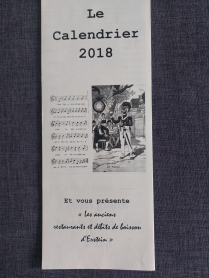 Le
Calendrier
2018
Et vous présente
« Les anciens
restaurants et débits de boisson
d'Erstein »